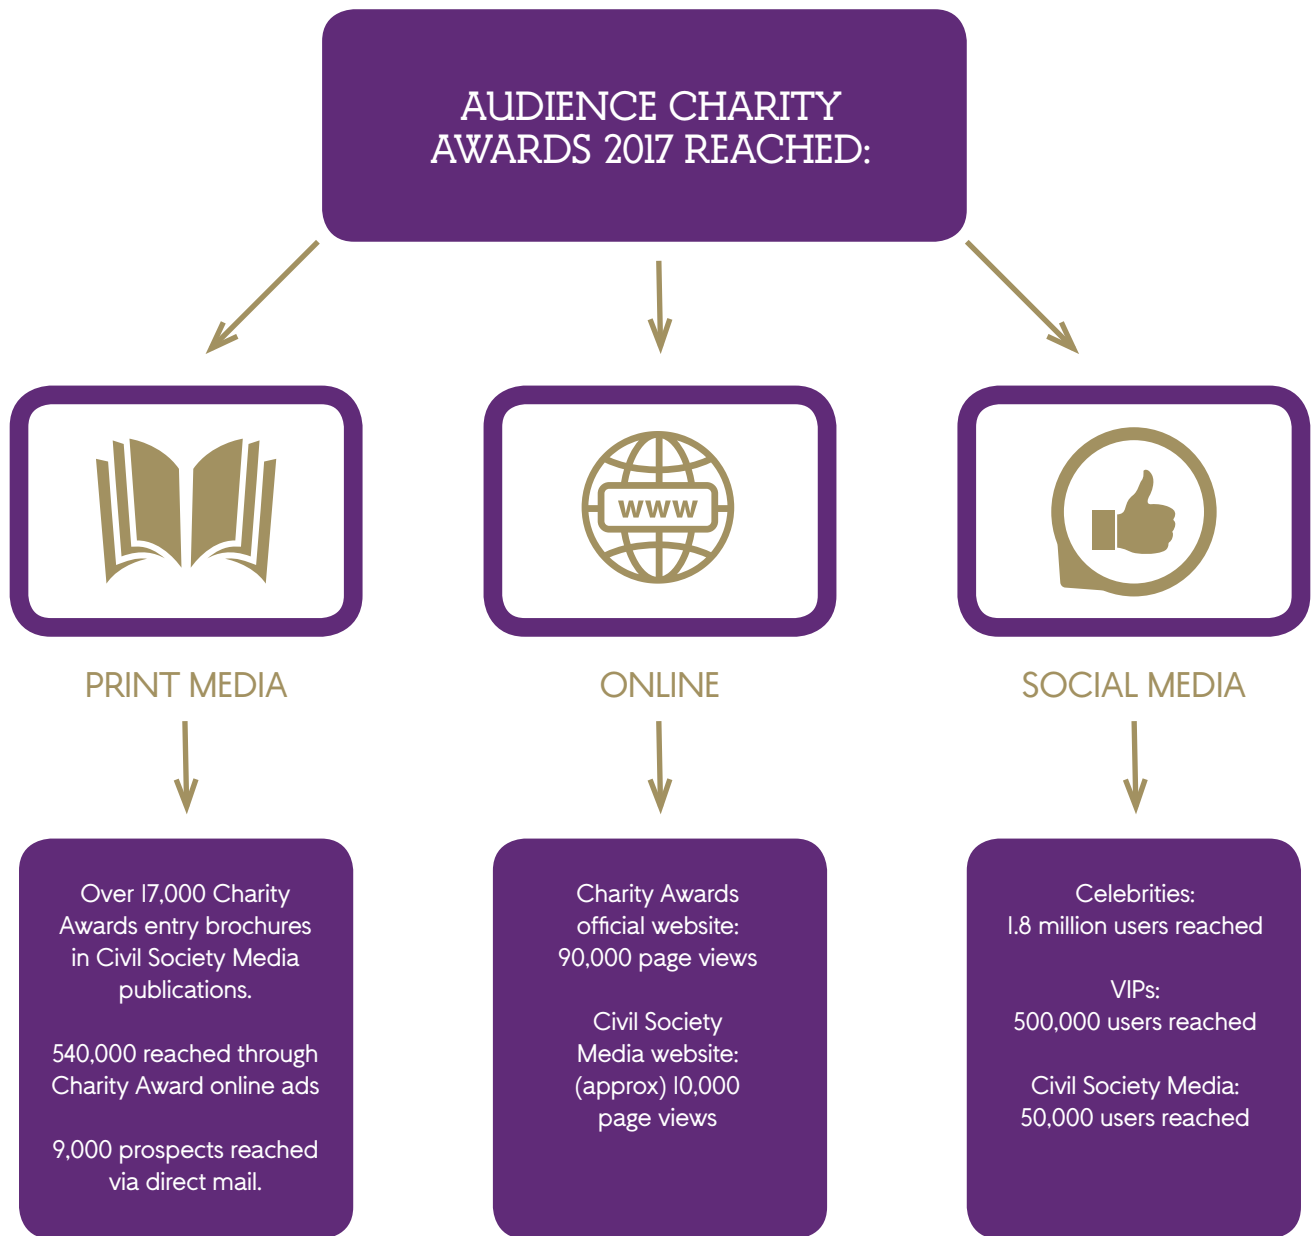 AUDIENCE CHARITY
AWARDS 2017 REACHED:
www
PRINT MEDIA
ONLINE
SOCIAL MEDIA
Over 17,000 Charity
Awards entry brochures
in Civil Society Media
publications.
540,000 reached through
Charity Award online ads
9,000 prospects reached
via direct mail.
Charity Awards
official website:
90,000 page views
Civil Society
Media website:
(approx) 10,000
page views
Celebrities:
1.8 million users reached
VIPs:
500,000 users reached
Civil Society Media:
50,000 users reached